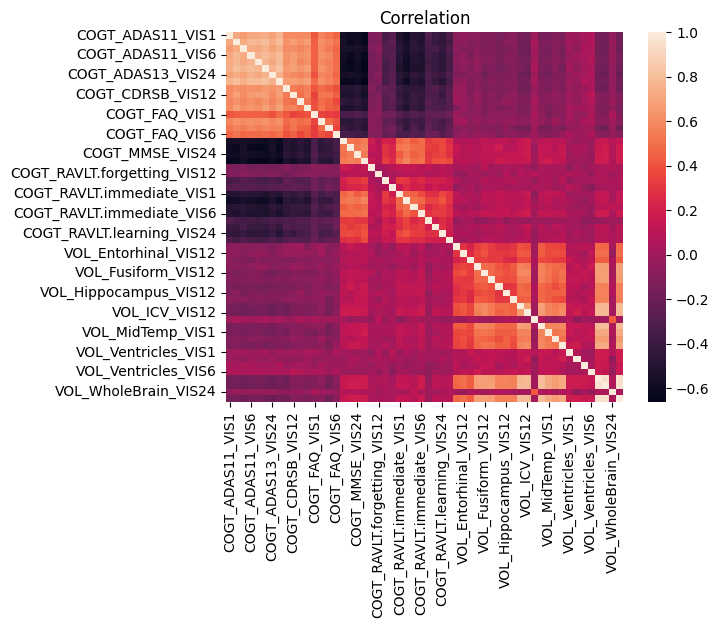 Correlation
COGT_ADAS11_VIS1
COGT_ADAS11_VIS6
COGT_ADAS13_VIS24
COGT_CDRSB_VIS12
COGT_FAQ_VIS1
COGT_FAQ_VIS6
COGT_MMSE_VIS24
COGT_RAVLT.forgetting_VIS12
COGT_RAVLT.immediate_VIS1
COGT_RAVLT.immediate_VIS6
COGT_RAVLT.learning_VIS24
VOL_Entorhinal_VIS12
VOL_Fusiform_VIS12
VOL_Hippocampus_VIS12
VOL_ICV_VIS12
VOL_MidTemp_VIS1
VOL_Ventricles_VIS1
VOL_Ventricles_VIS6
VOL_WholeBrain_VIS24
COGT_ADAS11_VIS1
COGT_ADAS11_VIS6
COGT_ADAS13_VIS24
COGT_CDRSB_VIS12
COGT_FAQ_VIS1
COGT_FAQ_VIS6
COGT_MMSE_VIS24
COGT_RAVLT.forgetting_VIS12
COGT_RAVLT.immediate_VIS1
COGT_RAVLT.immediate_VIS6
COGT_RAVLT.learning_VIS24
VOL_Entorhinal_VIS12
VOL_Fusiform_VIS12
VOL_Hippocampus_VIS12
VOL_ICV_VIS12
VOL_MidTemp_VIS1
VOL_Ventricles_VIS1
VOL_Ventricles_VIS6
VOL_WholeBrain_VIS24
1.0
0.8
0.6
0.4
0.2
0.0
−0.2
−0.4
−0.6